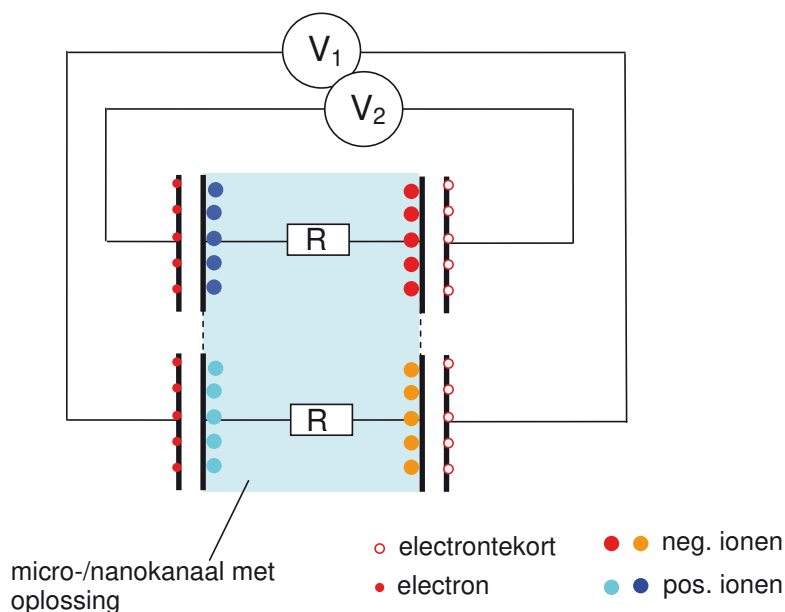 V1
V2
R
R
electrontekort
neg. ionen
micro-/nanokanaal met
oplossing
electron
pos. ionen